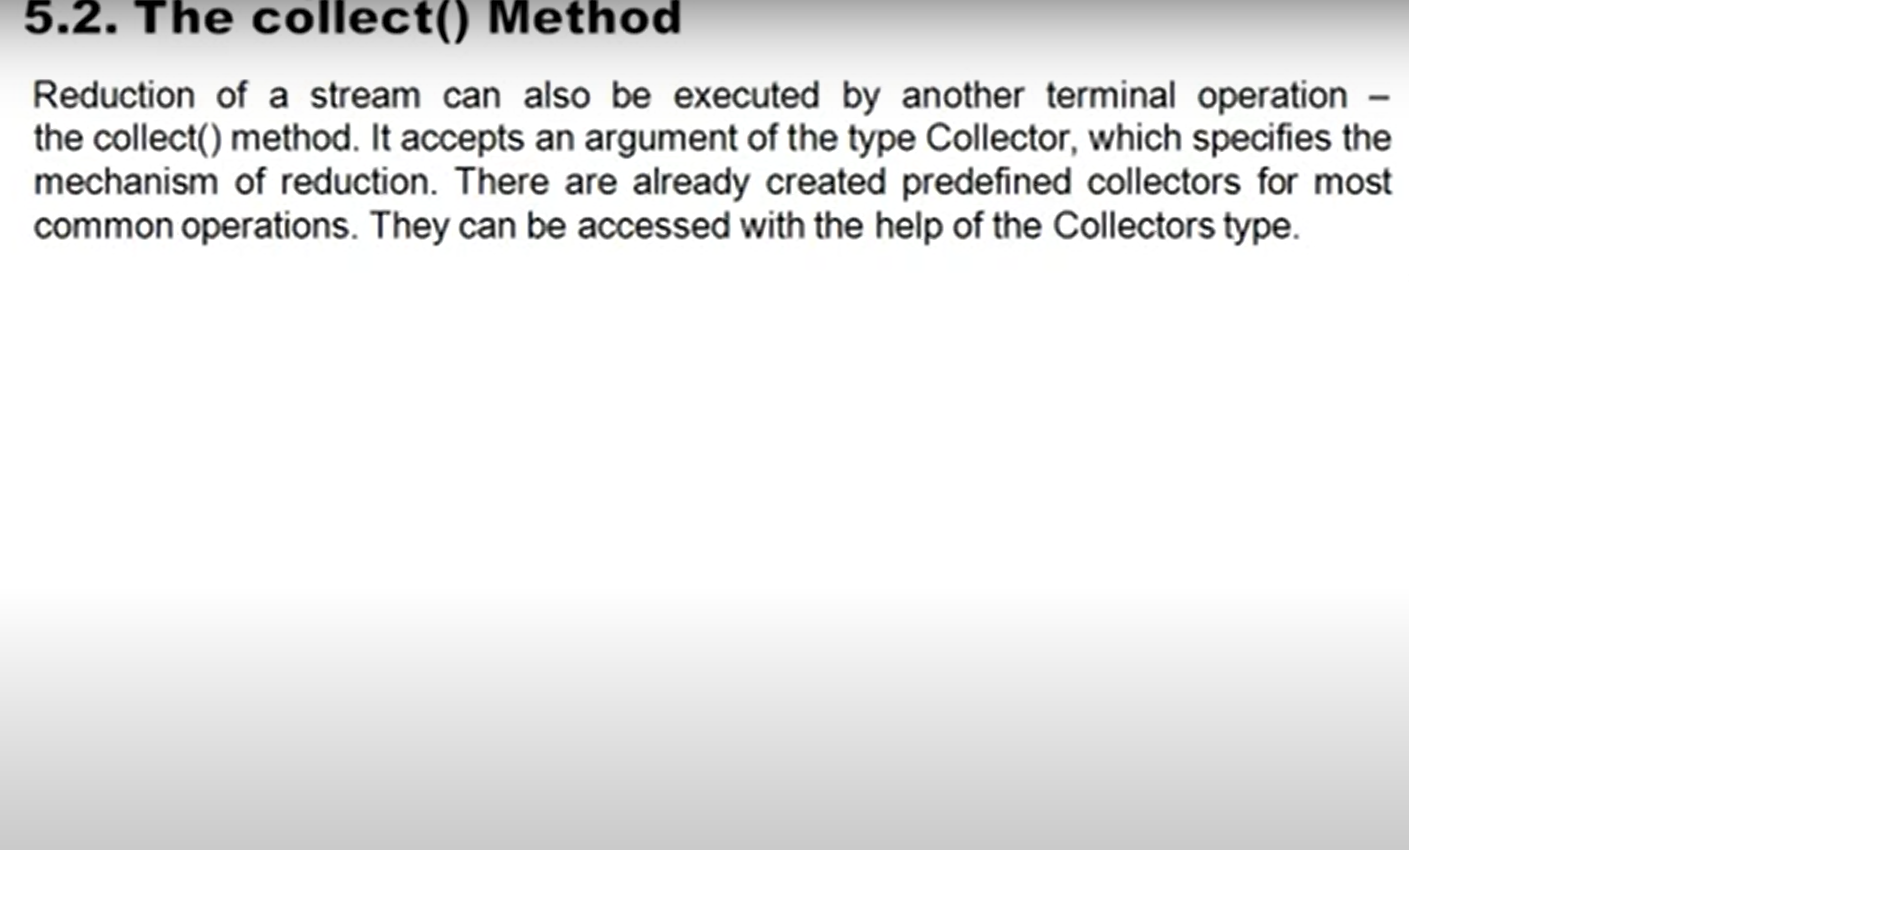 5.2. The collect() Method
Reduction of a stream can also be executed by another terminal operation –
the collect() method. It accepts an argument of the type Collector, which specifies the
mechanism of reduction. There are already created predefined collectors for most
common operations. They can be accessed with the help of the Collectors type.